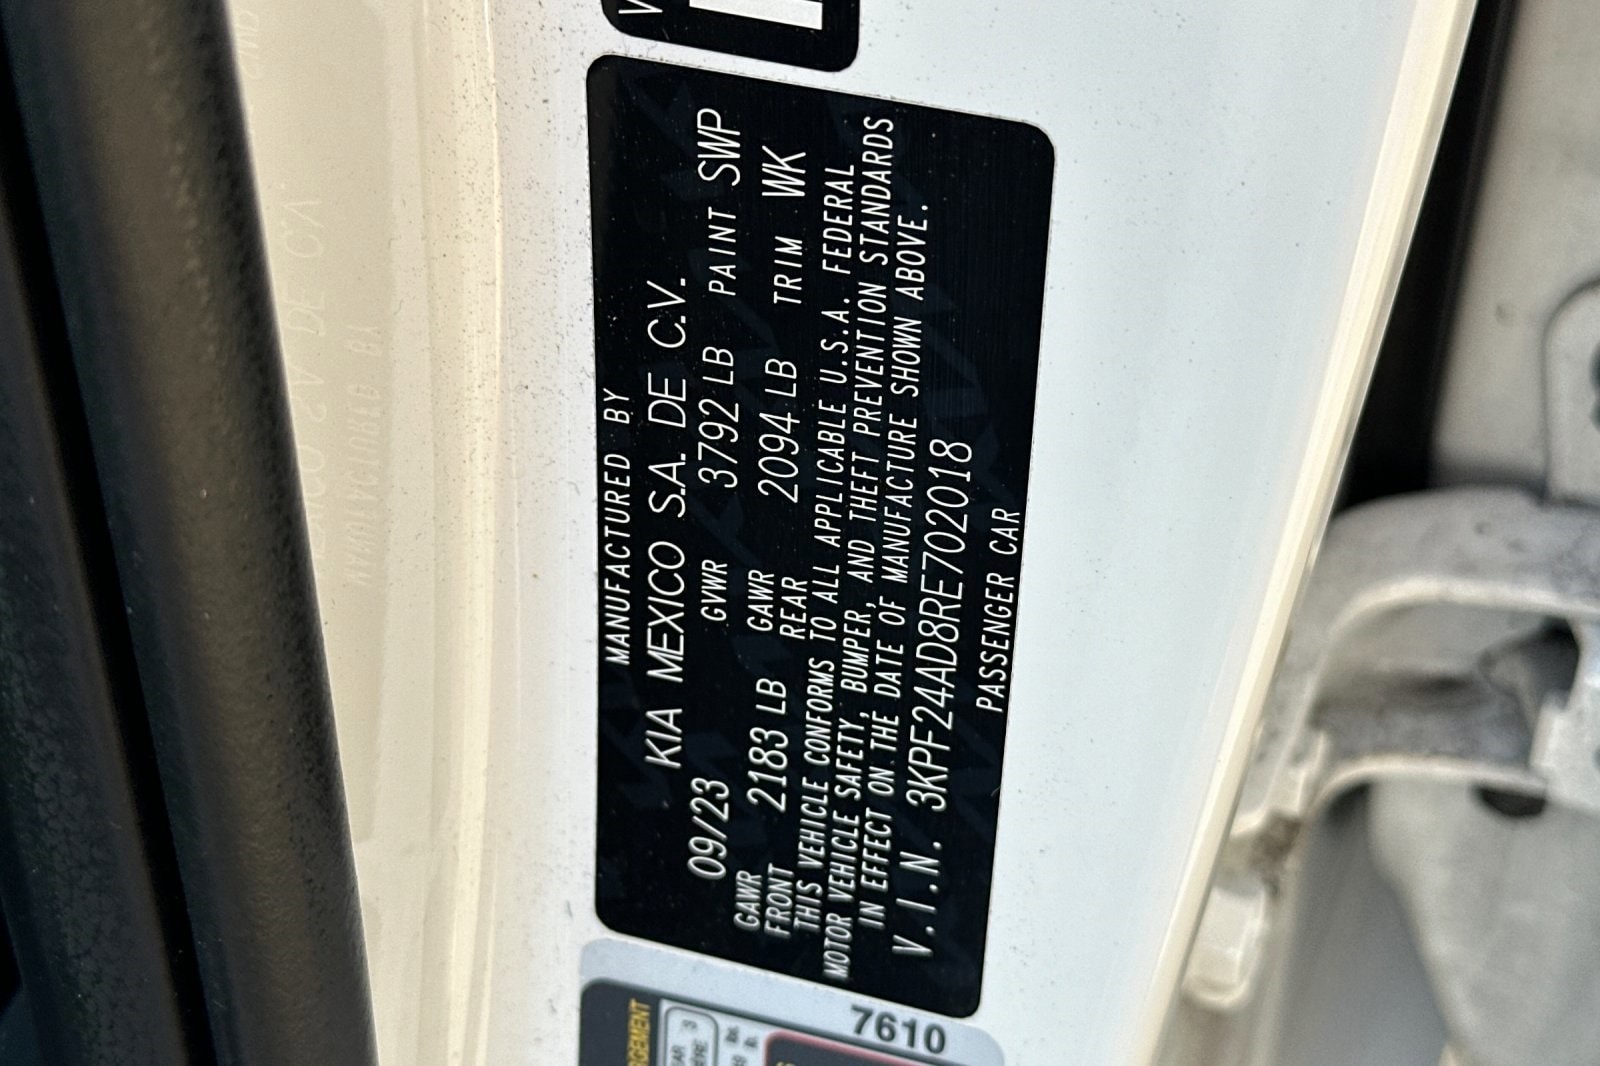 MANUFACTURED BY
KIA MEXICO S.A. DE C.V.
09/23 GVWR 3792 LB PAINT SWP
GAWR FRONT 2183 LB GAWR REAR 2094 LB TRIM WK
THIS VEHICLE CONFORMS TO ALL APPLICABLE U.S.A. FEDERAL
MOTOR VEHICLE SAFETY, BUMPER, AND THEFT PREVENTION STANDARDS
IN EFFECT ON THE DATE OF MANUFACTURE SHOWN ABOVE.
V.I.N. 3KPF24AD8RE702018
PASSENGER CAR
7610